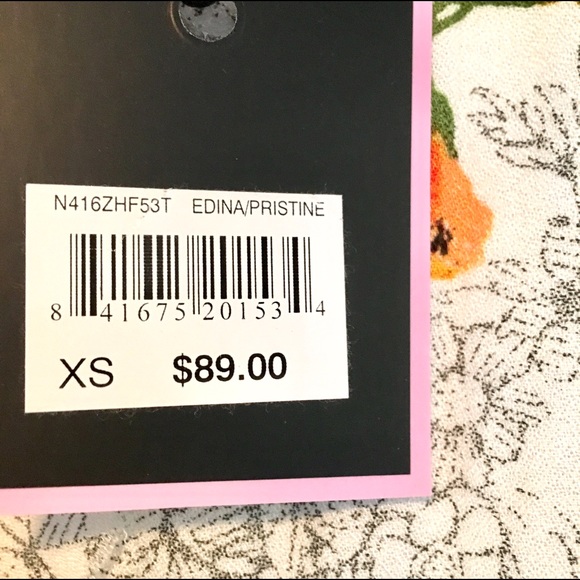 N416ZHF53T EDINA/PRISTINE
8 41675 20153 4
XS $89.00